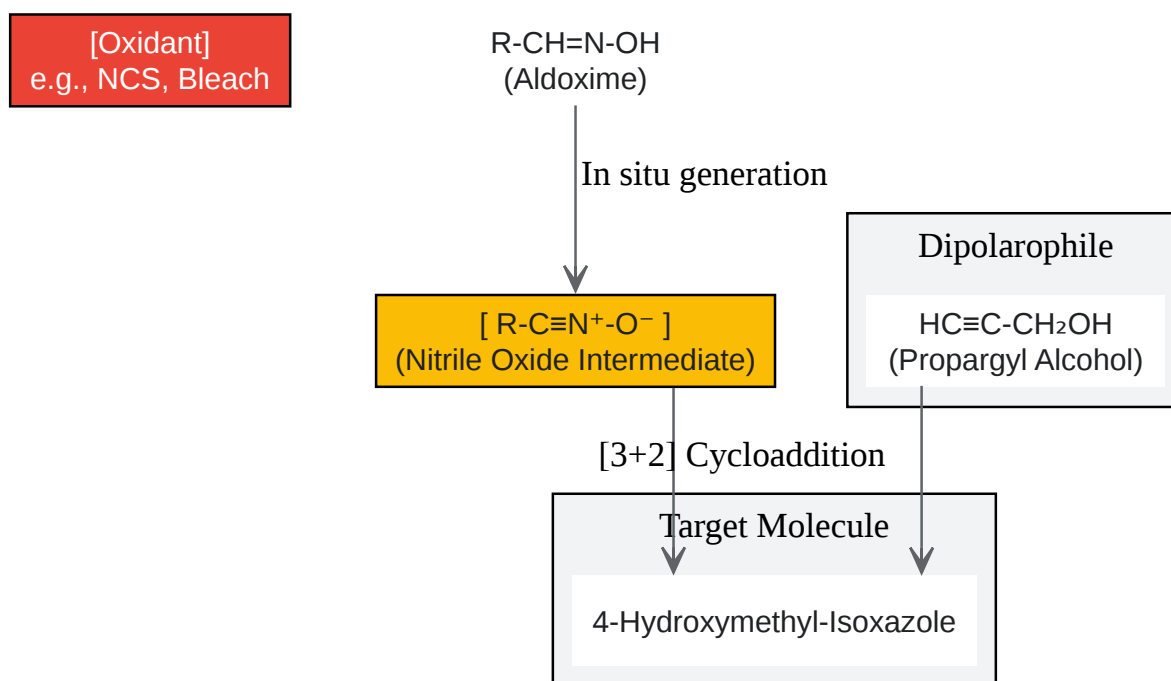 [Oxidant]
e.g., NCS, Bleach
R-CH=N-OH
(Aldoxime)
In situ generation
Dipolarophile
[ R-C≡N⁺-O⁻ ]
(Nitrile Oxide Intermediate)
HC≡C-CH₂OH
(Propargyl Alcohol)
[3+2] Cycloaddition
Target Molecule
4-Hydroxymethyl-Isoxazole